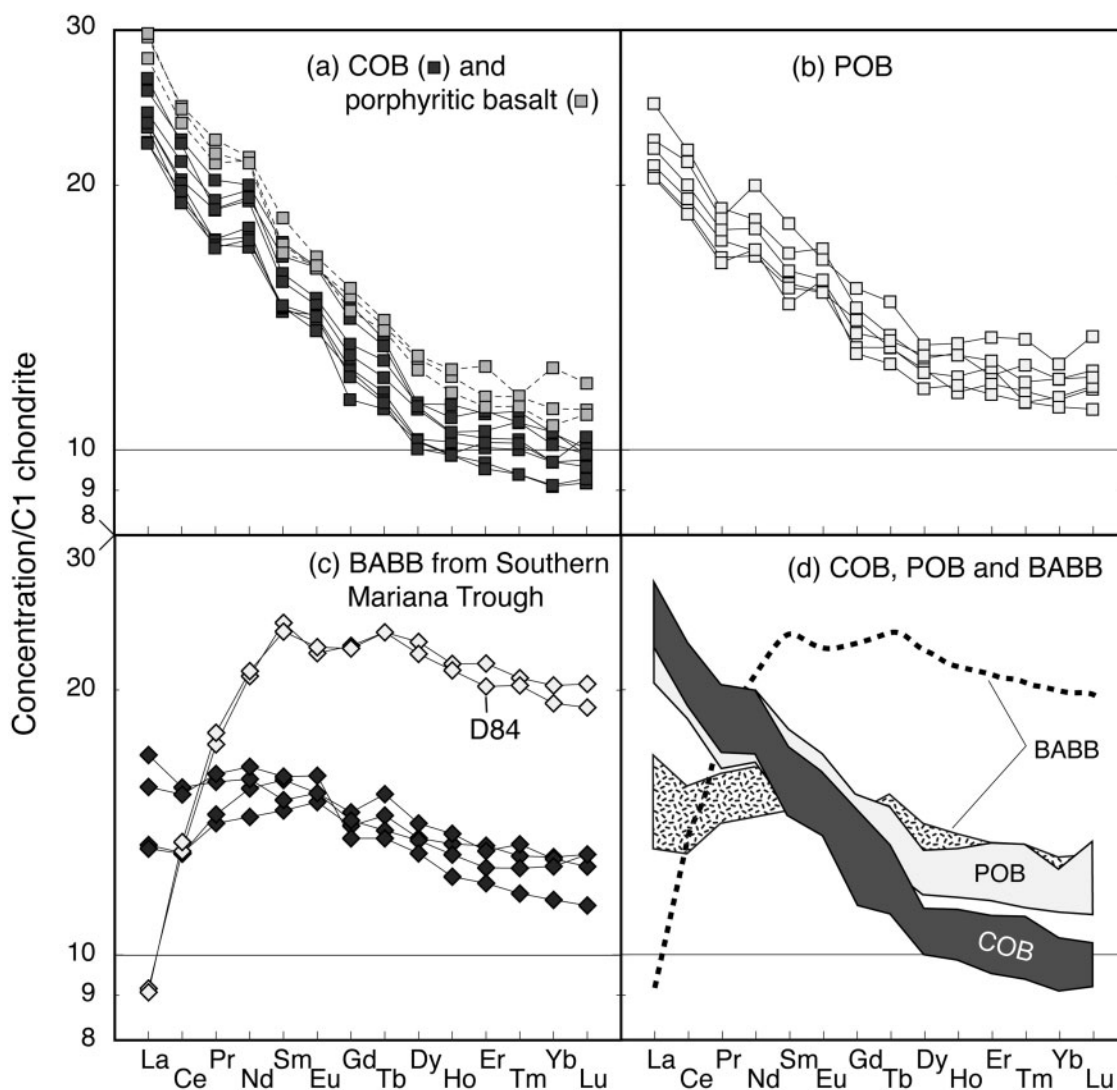 Concentration/C1 chondrite
30
20
10
9
8
(a) COB (■) and
porphyritic basalt (□)
(b) POB
30
20
10
9
8
(c) BABB from Southern
Mariana Trough
D84
(d) COB, POB and BABB
BABB
POB
COB
La Ce Pr Nd Sm Eu Gd Tb Dy Ho Er Tm Yb Lu
La Ce Pr Nd Sm Eu Gd Tb Dy Ho Er Tm Yb Lu